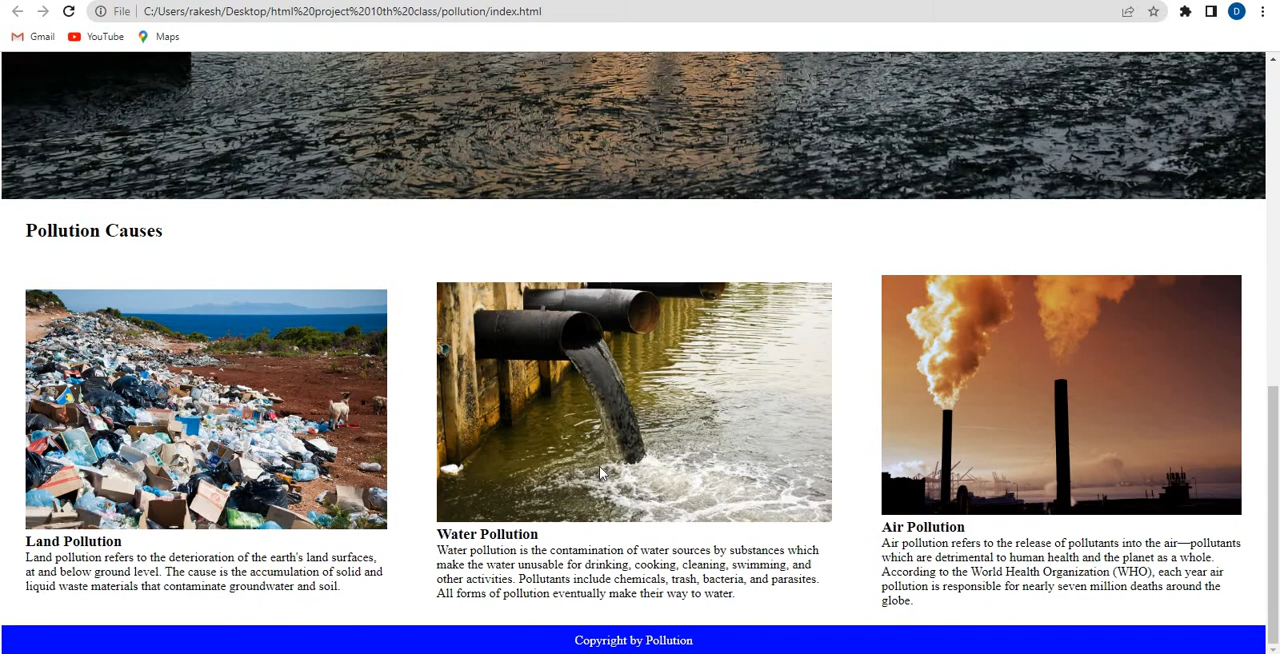 File C:/Users/rakesh/Desktop/html%20project%2010th%20class/pollution/index.html D
Gmail YouTube Maps
Pollution Causes
Land Pollution
Land pollution refers to the deterioration of the earth's land surfaces,
at and below ground level. The cause is the accumulation of solid and
liquid waste materials that contaminate groundwater and soil.
Water Pollution
Water pollution is the contamination of water sources by substances which
make the water unusable for drinking, cooking, cleaning, swimming, and
other activities. Pollutants include chemicals, trash, bacteria, and parasites.
All forms of pollution eventually make their way to water.
Air Pollution
Air pollution refers to the release of pollutants into the air—pollutants
which are detrimental to human health and the planet as a whole.
According to the World Health Organization (WHO), each year air
pollution is responsible for nearly seven million deaths around the
globe.
Copyright by Pollution